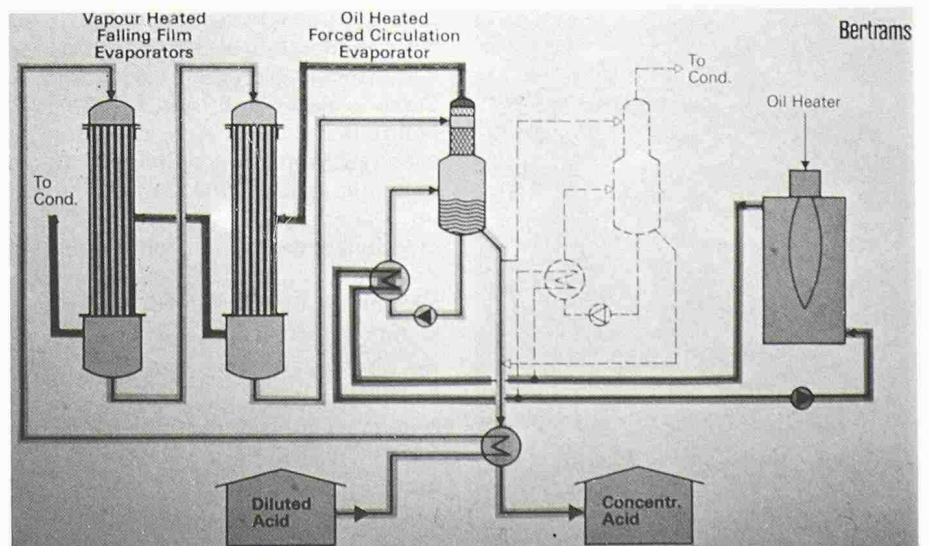 Vapour Heated
Falling Film
Evaporators
Oil Heated
Forced Circulation
Evaporator
Bertrams
To
Cond.
Oil Heater
To
Cond.
Diluted
Acid
Concentr.
Acid